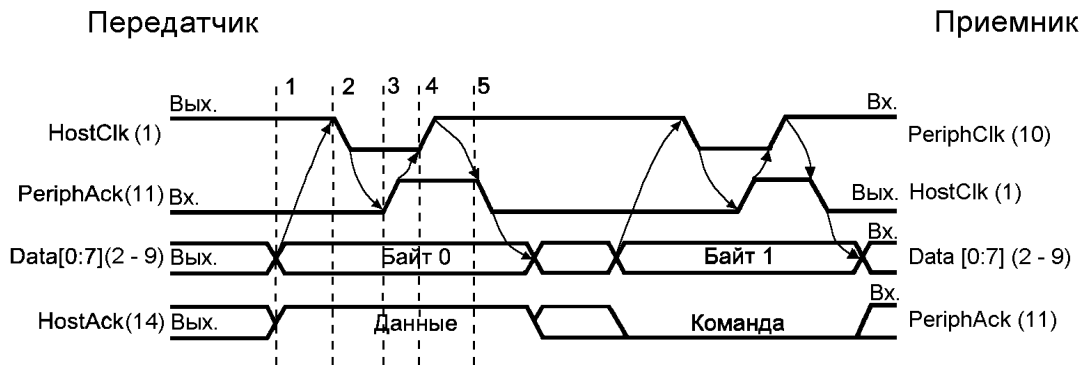 Передатчик
Приемник
1 2 3 4 5
Вых.
Вх.
HostClk (1)
PeriphClk (10)
PeriphAck(11)
Вх.
Вых.
HostClk (1)
Вх.
Data[0:7](2 - 9)
Вых.
Байт 0
Байт 1
Data [0:7] (2 - 9)
Вх.
HostAck(14)
Вых.
Данные
Команда
PeriphAck (11)